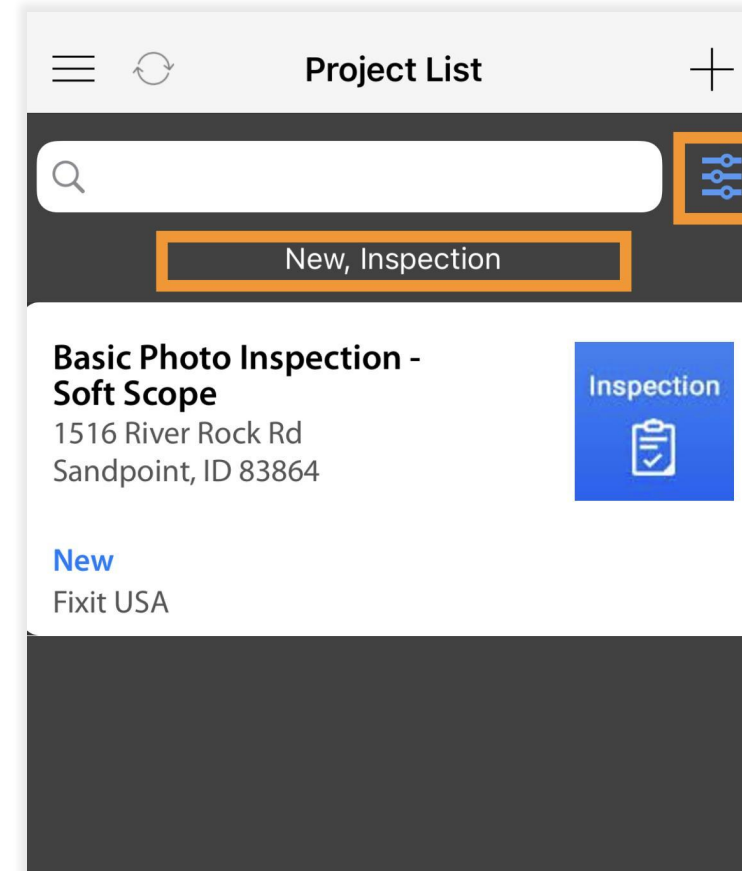 Project List
New, Inspection
Basic Photo Inspection -
Soft Scope
1516 River Rock Rd
Sandpoint, ID 83864
Inspection
New
Fixit USA